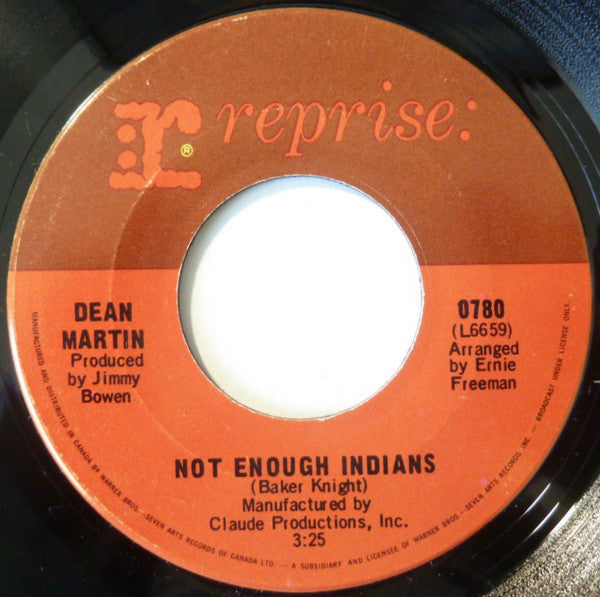 r reprise:
®
DEAN
MARTIN
Produced
by Jimmy
Bowen
0780
(L6659)
Arranged
by Ernie
Freeman
NOT ENOUGH INDIANS
(Baker Knight)
Manufactured by
Claude Productions, Inc.
3:25
MANUFACTURED AND DISTRIBUTED IN CANADA BY WARNER BROS.—SEVEN ARTS RECORDS OF CANADA LTD. — A SUBSIDIARY AND LICENSEE OF WARNER BROS.—SEVEN ARTS RECORDS INC. — BROADCAST UNDER LICENSE ONLY.